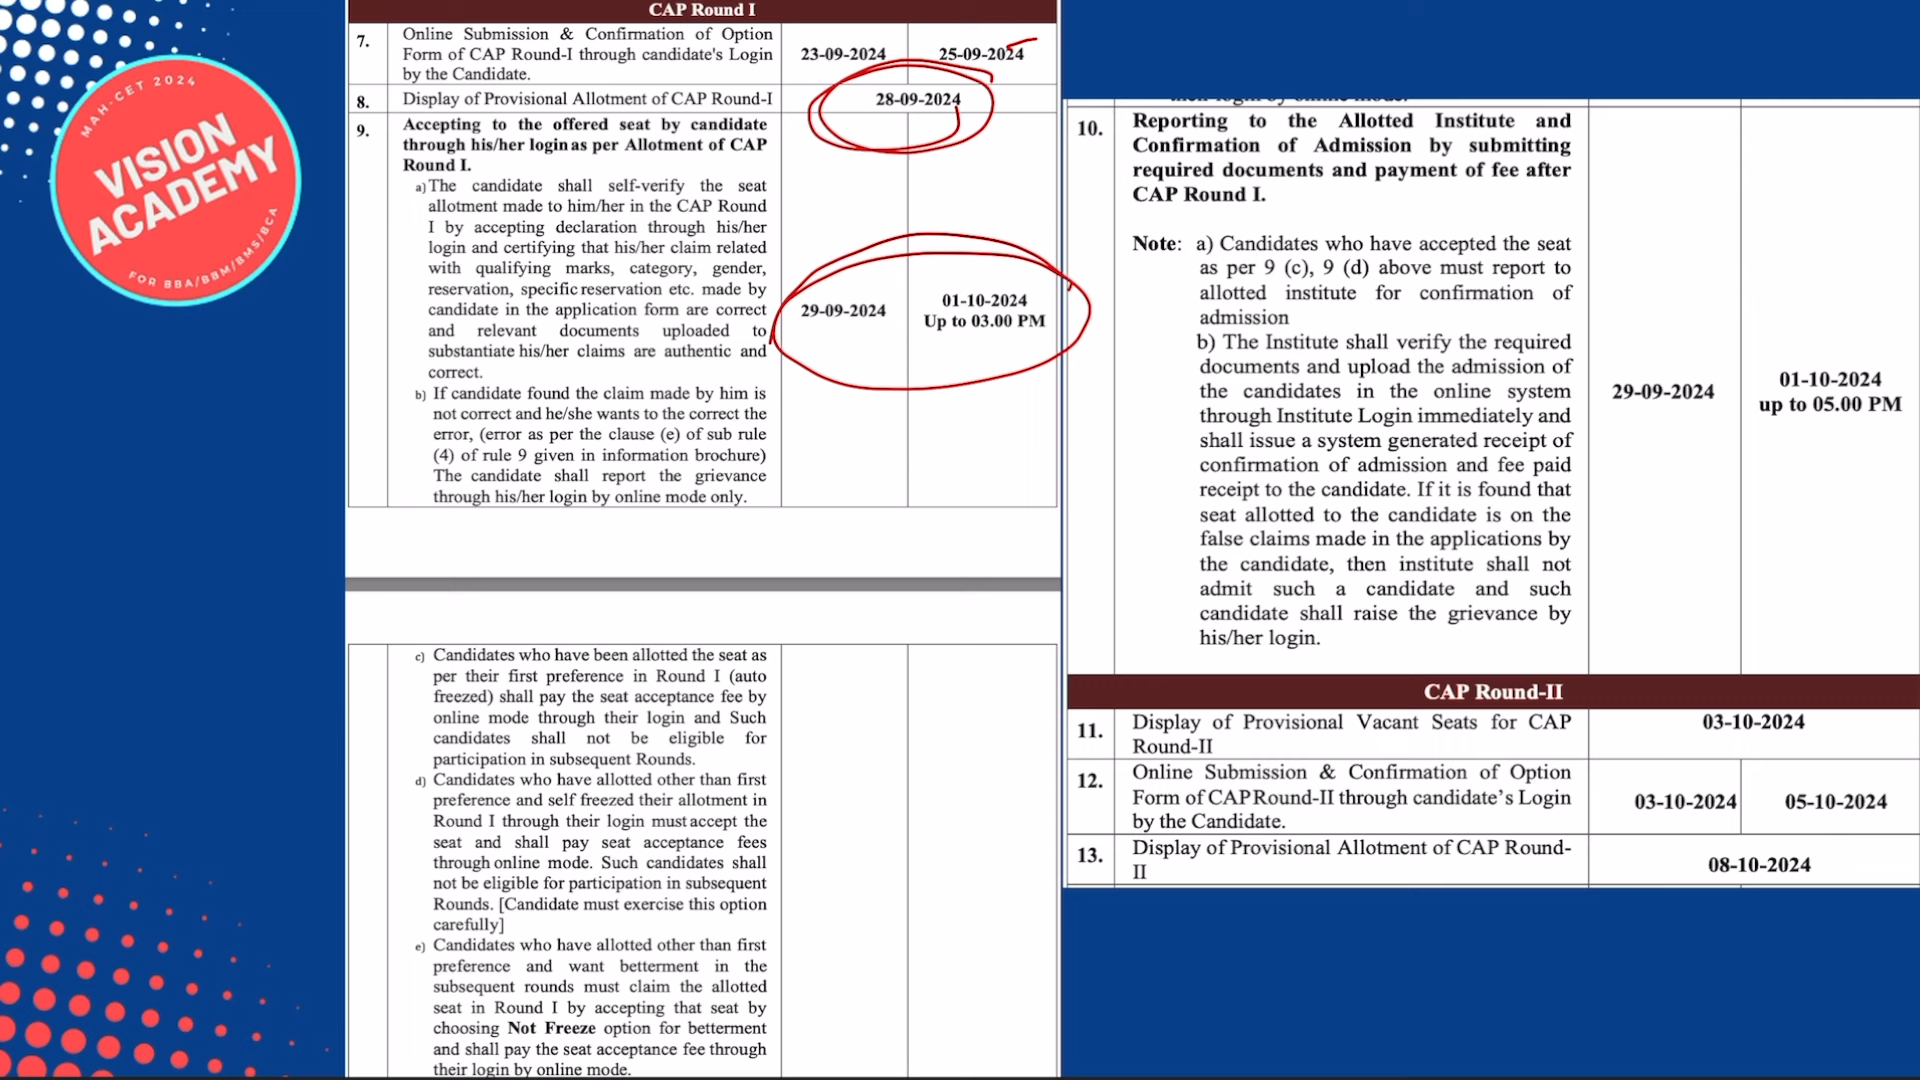 MAH-CET 2024
VISION
ACADEMY
FOR BBA/BBM/BMS/BCA
CAP Round I
7.
Online Submission & Confirmation of Option
Form of CAP Round-I through candidate's Login
by the Candidate.
23-09-2024
25-09-2024
8.
Display of Provisional Allotment of CAP Round-I
28-09-2024
9.
Accepting to the offered seat by candidate
through his/her login as per Allotment of CAP
Round I.
a) The candidate shall self-verify the seat
allotment made to him/her in the CAP Round
I by accepting declaration through his/her
login and certifying that his/her claim related
with qualifying marks, category, gender,
reservation, specific reservation etc. made by
candidate in the application form are correct
and relevant documents uploaded to
substantiate his/her claims are authentic and
correct.
b) If candidate found the claim made by him is
not correct and he/she wants to the correct the
error, (error as per the clause (e) of sub rule
(4) of rule 9 given in information brochure)
The candidate shall report the grievance
through his/her login by online mode only.
29-09-2024
01-10-2024
Up to 03.00 PM
c) Candidates who have been allotted the seat as
per their first preference in Round I (auto
freezed) shall pay the seat acceptance fee by
online mode through their login and Such
candidates shall not be eligible for
participation in subsequent Rounds.
d) Candidates who have allotted other than first
preference and self freezed their allotment in
Round I through their login must accept the
seat and shall pay seat acceptance fees
through online mode. Such candidates shall
not be eligible for participation in subsequent
Rounds. [Candidate must exercise this option
carefully]
e) Candidates who have allotted other than first
preference and want betterment in the
subsequent rounds must claim the allotted
seat in Round I by accepting that seat by
choosing Not Freeze option for betterment
and shall pay the seat acceptance fee through
their login by online mode.
10.
Reporting to the Allotted Institute and
Confirmation of Admission by submitting
required documents and payment of fee after
CAP Round I.
Note: a) Candidates who have accepted the seat
as per 9 (c), 9 (d) above must report to
allotted institute for confirmation of
admission
b) The Institute shall verify the required
documents and upload the admission of
the candidates in the online system
through Institute Login immediately and
shall issue a system generated receipt of
confirmation of admission and fee paid
receipt to the candidate. If it is found that
seat allotted to the candidate is on the
false claims made in the applications by
the candidate, then institute shall not
admit such a candidate and such
candidate shall raise the grievance by
his/her login.
29-09-2024
01-10-2024
up to 05.00 PM
CAP Round-II
11.
Display of Provisional Vacant Seats for CAP
Round-II
03-10-2024
12.
Online Submission & Confirmation of Option
Form of CAP Round-II through candidate’s Login
by the Candidate.
03-10-2024
05-10-2024
13.
Display of Provisional Allotment of CAP Round-
II
08-10-2024